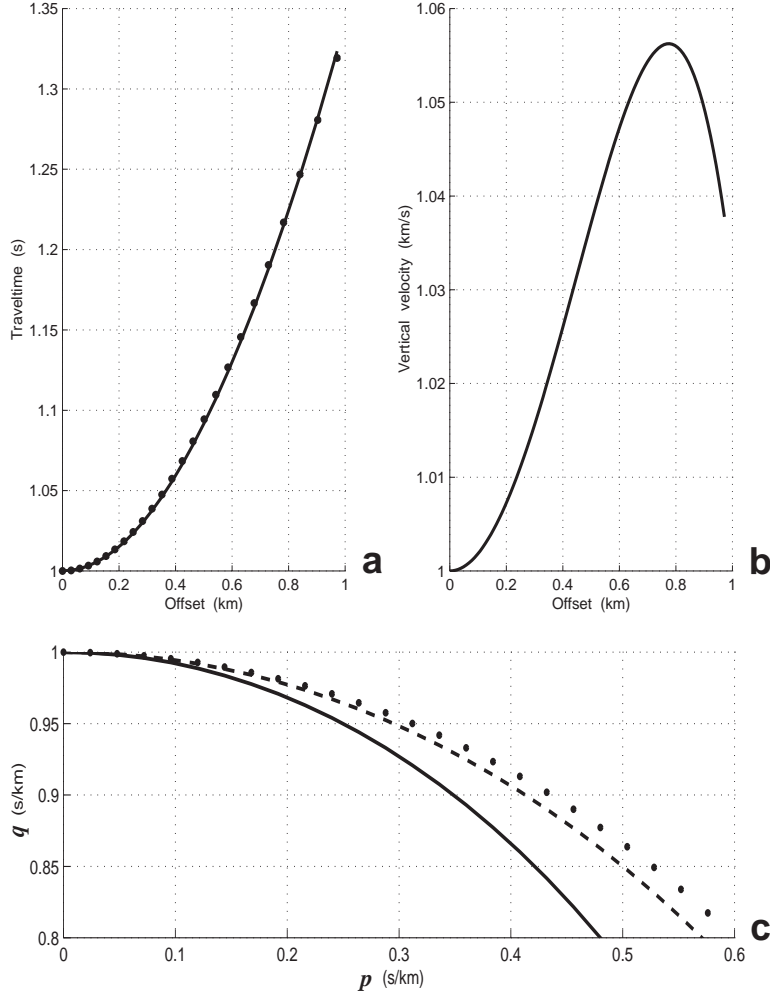 1.35
1.3
1.25
1.2
1.15
1.1
1.05
1
Traveltime (s)
0 0.2 0.4 0.6 0.8 1
Offset (km)
a
1.06
1.05
1.04
1.03
1.02
1.01
1
Vertical velocity (km/s)
0 0.2 0.4 0.6 0.8 1
Offset (km)
b
1
0.95
0.9
0.85
0.8
q (s/km)
0 0.1 0.2 0.3 0.4 0.5 0.6
p (s/km)
c